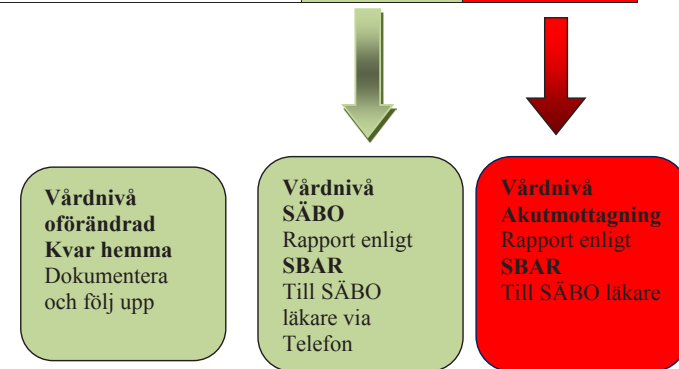 Vårdnivå
oförändrad
Kvar hemma
Dokumentera
och följ upp
Vårdnivå
SÄBO
Rapport enligt
SBAR
Till SÄBO
läkare via
Telefon
Vårdnivå
Akutmottagning
Rapport enligt
SBAR
Till SÄBO läkare